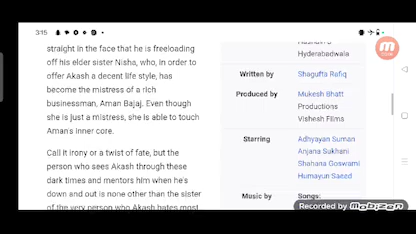 3:15
straight in the face that he is freeloading
off his elder sister Nisha, who, in order to
offer Akash a decent life style, has
become the mistress of a rich
businessman, Aman Bajaj. Even though
she is just a mistress, she is able to touch
Aman's inner core.
Call it irony or a twist of fate, but the
person who sees Akash through these
dark times and mentors him when he's
down and out is none other than the sister
of the very person who Akash hates most
Hyderabadwala
Written by Shagufta Rafiq
Produced by Mukesh Bhatt
Productions
Vishesh Films
Starring Adhyayan Suman
Anjana Sukhani
Shahana Goswami
Humayun Saeed
Music by Songs:
Recorded by Mobizen